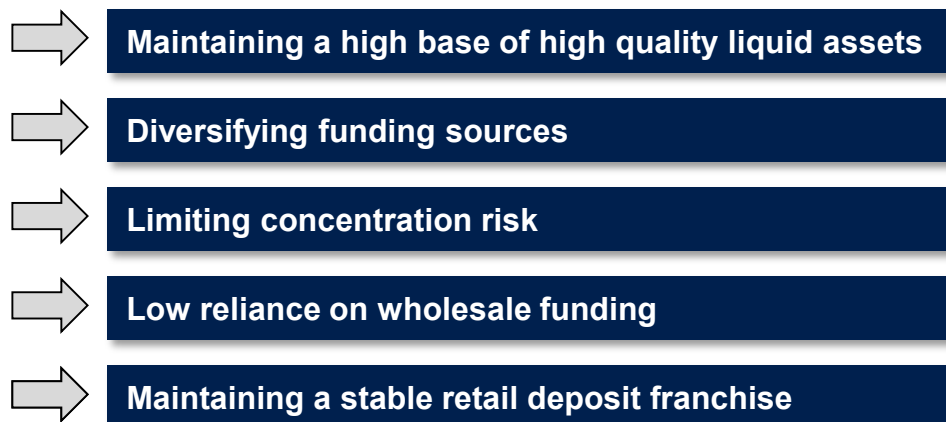 Maintaining a high base of high quality liquid assets
Diversifying funding sources
Limiting concentration risk
Low reliance on wholesale funding
Maintaining a stable retail deposit franchise